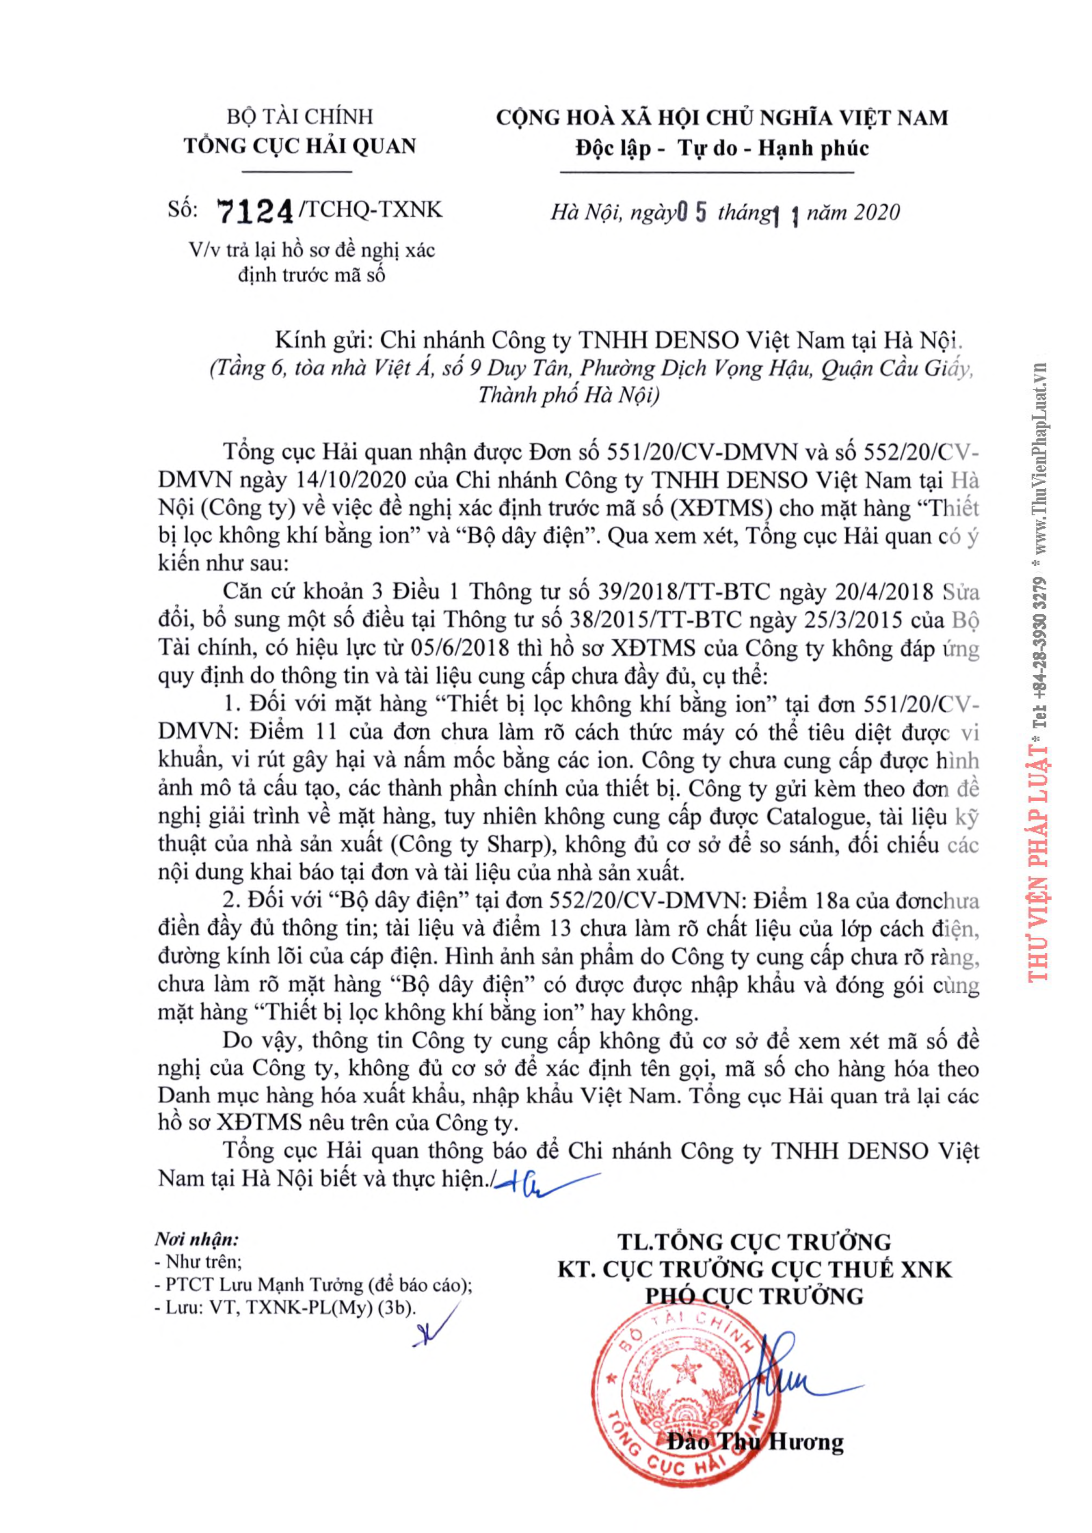 BỘ TÀI CHÍNH
TỔNG CỤC HẢI QUAN
CỘNG HOÀ XÃ HỘI CHỦ NGHĨA VIỆT NAM
Độc lập - Tự do - Hạnh phúc
Số: 7124/TCHQ-TXNK
Hà Nội, ngày 05 tháng 11 năm 2020
V/v trả lại hồ sơ đề nghị xác
định trước mã số
Kính gửi: Chi nhánh Công ty TNHH DENSO Việt Nam tại Hà Nội.
(Tầng 6, tòa nhà Việt Á, số 9 Duy Tân, Phường Dịch Vọng Hậu, Quận Cầu Giấy,
Thành phố Hà Nội)
Tổng cục Hải quan nhận được Đơn số 551/20/CV-DMVN và số 552/20/CV-
DMVN ngày 14/10/2020 của Chi nhánh Công ty TNHH DENSO Việt Nam tại Hà
Nội (Công ty) về việc đề nghị xác định trước mã số (XĐTMS) cho mặt hàng “Thiết
bị lọc không khí bằng ion” và “Bộ dây điện”. Qua xem xét, Tổng cục Hải quan có ý
kiến như sau:
Căn cứ khoản 3 Điều 1 Thông tư số 39/2018/TT-BTC ngày 20/4/2018 Sửa
đổi, bổ sung một số điều tại Thông tư số 38/2015/TT-BTC ngày 25/3/2015 của Bộ
Tài chính, có hiệu lực từ 05/6/2018 thì hồ sơ XĐTMS của Công ty không đáp ứng
quy định do thông tin và tài liệu cung cấp chưa đầy đủ, cụ thể:
1. Đối với mặt hàng “Thiết bị lọc không khí bằng ion” tại đơn 551/20/CV-
DMVN: Điểm 11 của đơn chưa làm rõ cách thức máy có thể tiêu diệt được vi
khuẩn, vi rút gây hại và nấm mốc bằng các ion. Công ty chưa cung cấp được hình
ảnh mô tả cấu tạo, các thành phần chính của thiết bị. Công ty gửi kèm theo đơn đề
nghị giải trình về mặt hàng, tuy nhiên không cung cấp được Catalogue, tài liệu kỹ
thuật của nhà sản xuất (Công ty Sharp), không đủ cơ sở để so sánh, đối chiếu các
nội dung khai báo tại đơn và tài liệu của nhà sản xuất.
2. Đối với “Bộ dây điện” tại đơn 552/20/CV-DMVN: Điểm 18a của đơnchưa
điền đầy đủ thông tin; tài liệu và điểm 13 chưa làm rõ chất liệu của lớp cách điện,
đường kính lõi của cáp điện. Hình ảnh sản phẩm do Công ty cung cấp chưa rõ ràng,
chưa làm rõ mặt hàng “Bộ dây điện” có được được nhập khẩu và đóng gói cùng
mặt hàng “Thiết bị lọc không khí bằng ion” hay không.
Do vậy, thông tin Công ty cung cấp không đủ cơ sở để xem xét mã số đề
nghị của Công ty, không đủ cơ sở để xác định tên gọi, mã số cho hàng hóa theo
Danh mục hàng hóa xuất khẩu, nhập khẩu Việt Nam. Tổng cục Hải quan trả lại các
hồ sơ XĐTMS nêu trên của Công ty.
Tổng cục Hải quan thông báo để Chi nhánh Công ty TNHH DENSO Việt
Nam tại Hà Nội biết và thực hiện./.
Nơi nhận:
- Như trên;
- PTCT Lưu Mạnh Tưởng (để báo cáo);
- Lưu: VT, TXNK-PL(My) (3b).
TL.TỔNG CỤC TRƯỞNG
KT. CỤC TRƯỞNG CỤC THUẾ XNK
PHÓ CỤC TRƯỞNG
BỘ TÀI CHÍNH
TỔNG CỤC HẢI QUAN
Đào Thu Hương
THƯ VIỆN PHÁP LUẬT * Tel: +84-28-3930 3279 * www.ThuVienPhapLuat.vn